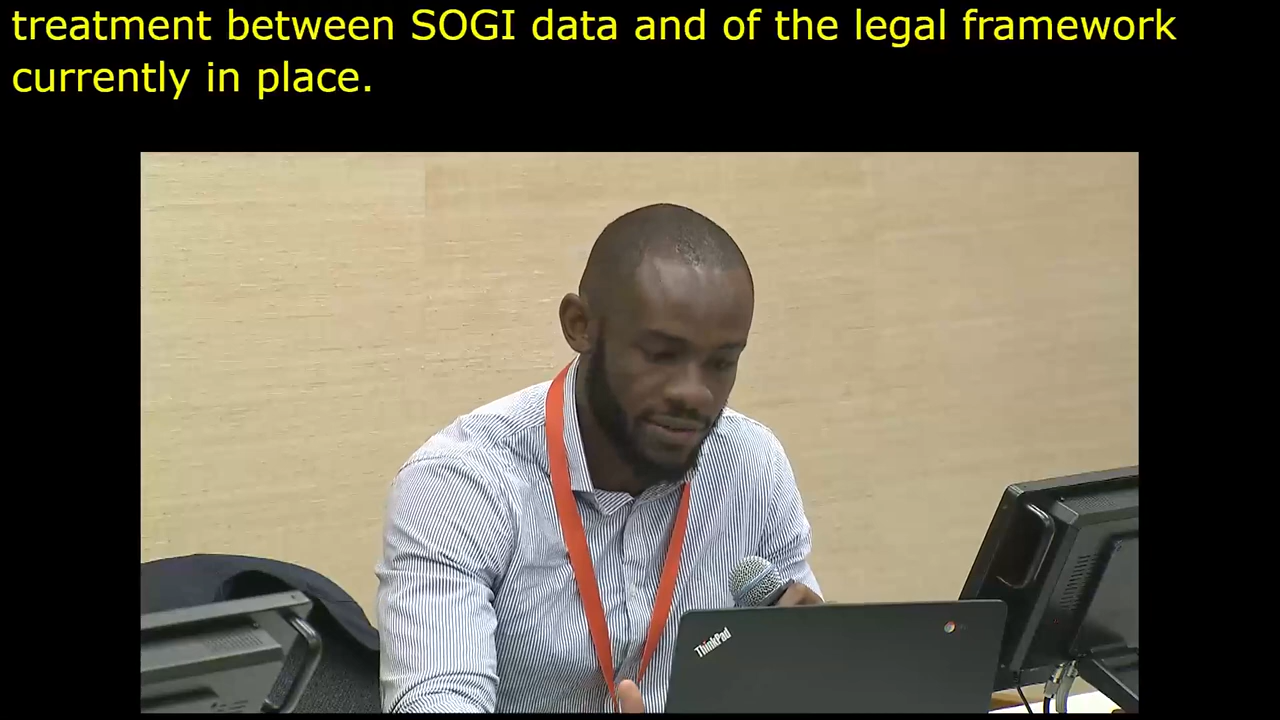 treatment between SOGI data and of the legal framework
currently in place.
ThinkPad